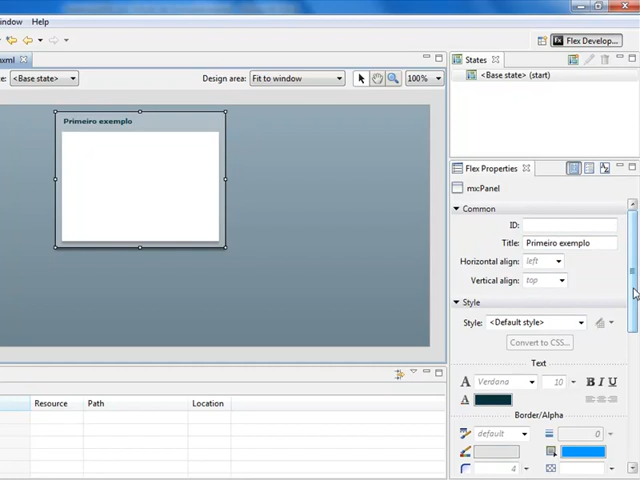 indow Help
Flex Develop...
xml
States
e: <Base state>
Design area: Fit to window
100%
<Base state> (start)
Primeiro exemplo
Flex Properties
mx:Panel
Common
ID:
Title: Primeiro exemplo
Horizontal align: left
Vertical align: top
Style
Style: <Default style>
Convert to CSS...
Text
Verdana 10 B I U
Border/Alpha
default 0
4
Resource Path Location